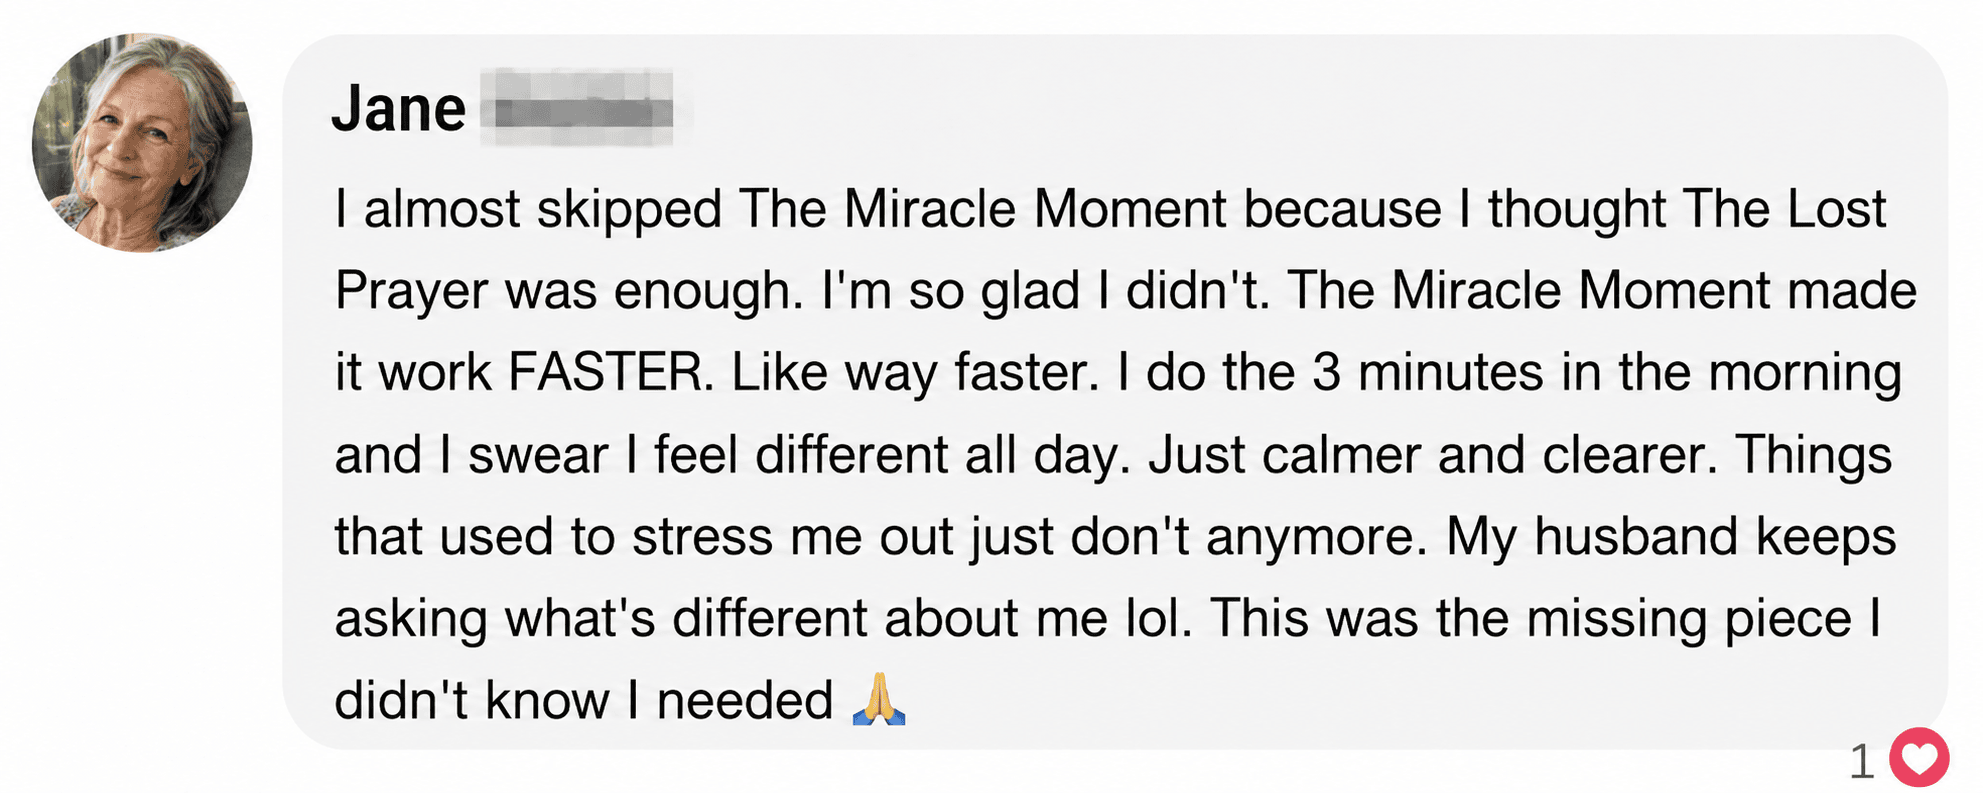 Jane
I almost skipped The Miracle Moment because I thought The Lost
Prayer was enough. I'm so glad I didn't. The Miracle Moment made
it work FASTER. Like way faster. I do the 3 minutes in the morning
and I swear I feel different all day. Just calmer and clearer. Things
that used to stress me out just don't anymore. My husband keeps
asking what's different about me lol. This was the missing piece I
didn't know I needed 🙏
1